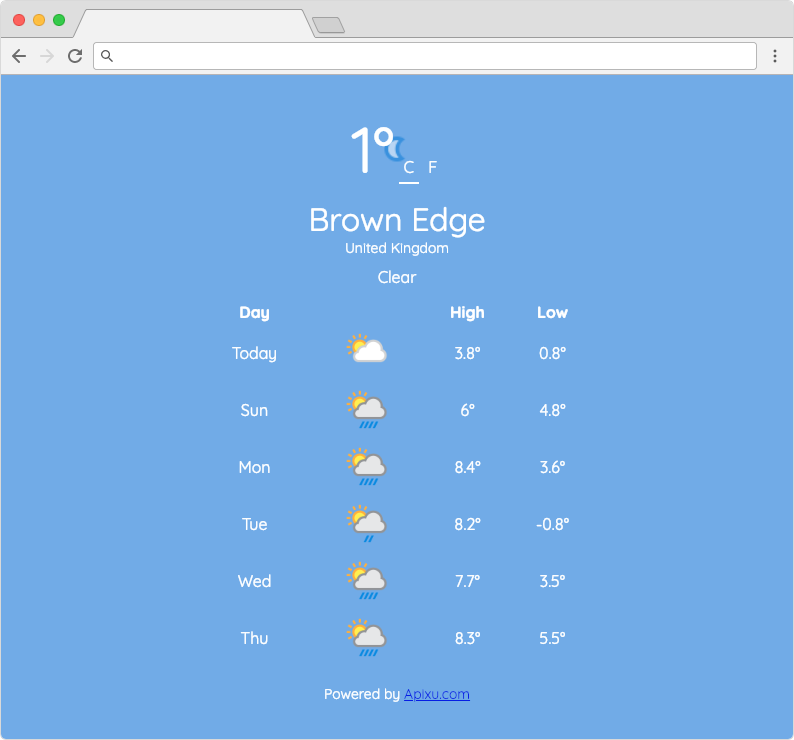 1°
C F
Brown Edge
United Kingdom
Clear
Day High Low
Today 3.8° 0.8°
Sun 6° 4.8°
Mon 8.4° 3.6°
Tue 8.2° -0.8°
Wed 7.7° 3.5°
Thu 8.3° 5.5°
Powered by Apixu.com